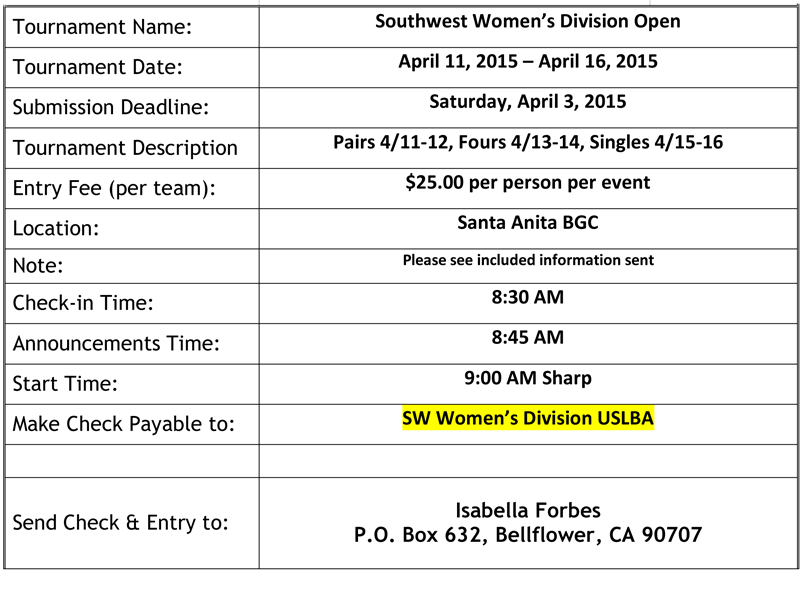 Tournament Name: Southwest Women’s Division Open
Tournament Date: April 11, 2015 – April 16, 2015
Submission Deadline: Saturday, April 3, 2015
Tournament Description Pairs 4/11-12, Fours 4/13-14, Singles 4/15-16
Entry Fee (per team): $25.00 per person per event
Location: Santa Anita BGC
Note: Please see included information sent
Check-in Time: 8:30 AM
Announcements Time: 8:45 AM
Start Time: 9:00 AM Sharp
Make Check Payable to: SW Women’s Division USLBA
Send Check & Entry to: Isabella Forbes
P.O. Box 632, Bellflower, CA 90707